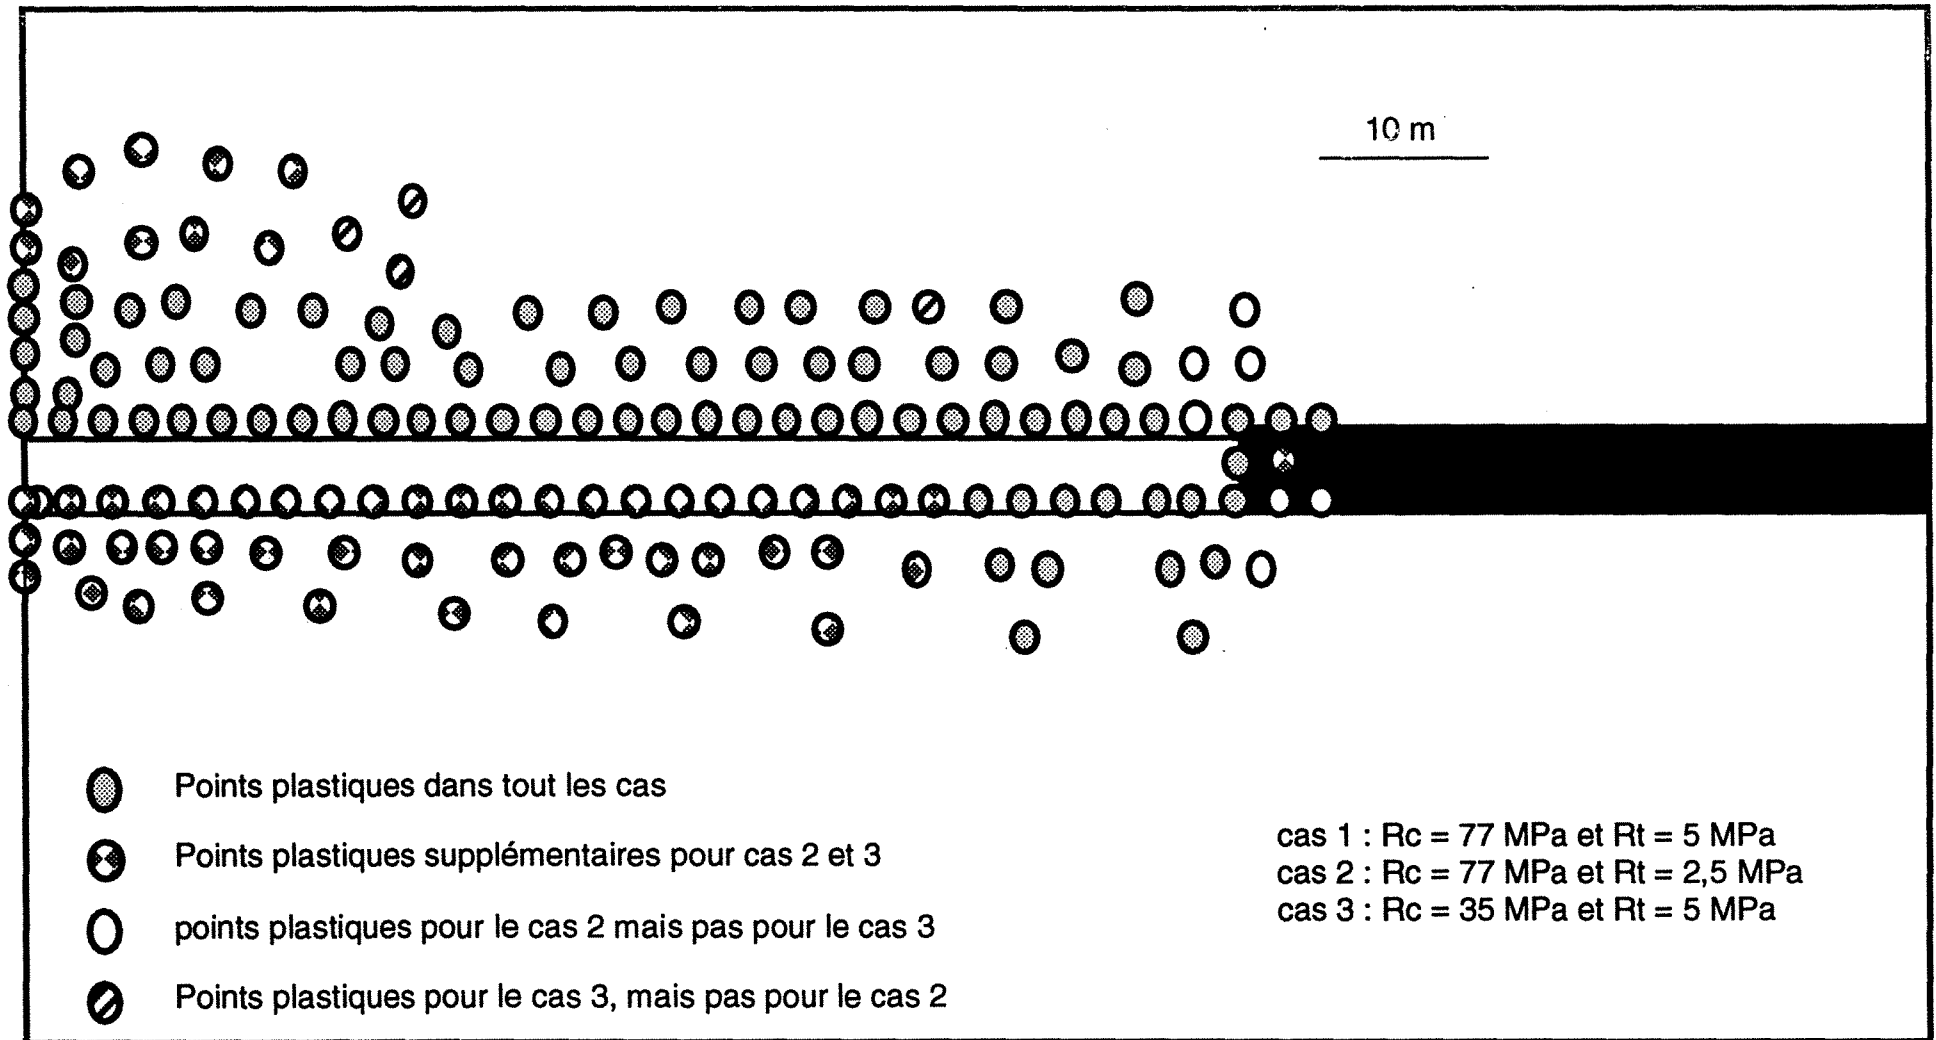 10 m
Points plastiques dans tout les cas
Points plastiques supplémentaires pour cas 2 et 3
points plastiques pour le cas 2 mais pas pour le cas 3
Points plastiques pour le cas 3, mais pas pour le cas 2
cas 1 : Rc = 77 MPa et Rt = 5 MPa
cas 2 : Rc = 77 MPa et Rt = 2,5 MPa
cas 3 : Rc = 35 MPa et Rt = 5 MPa